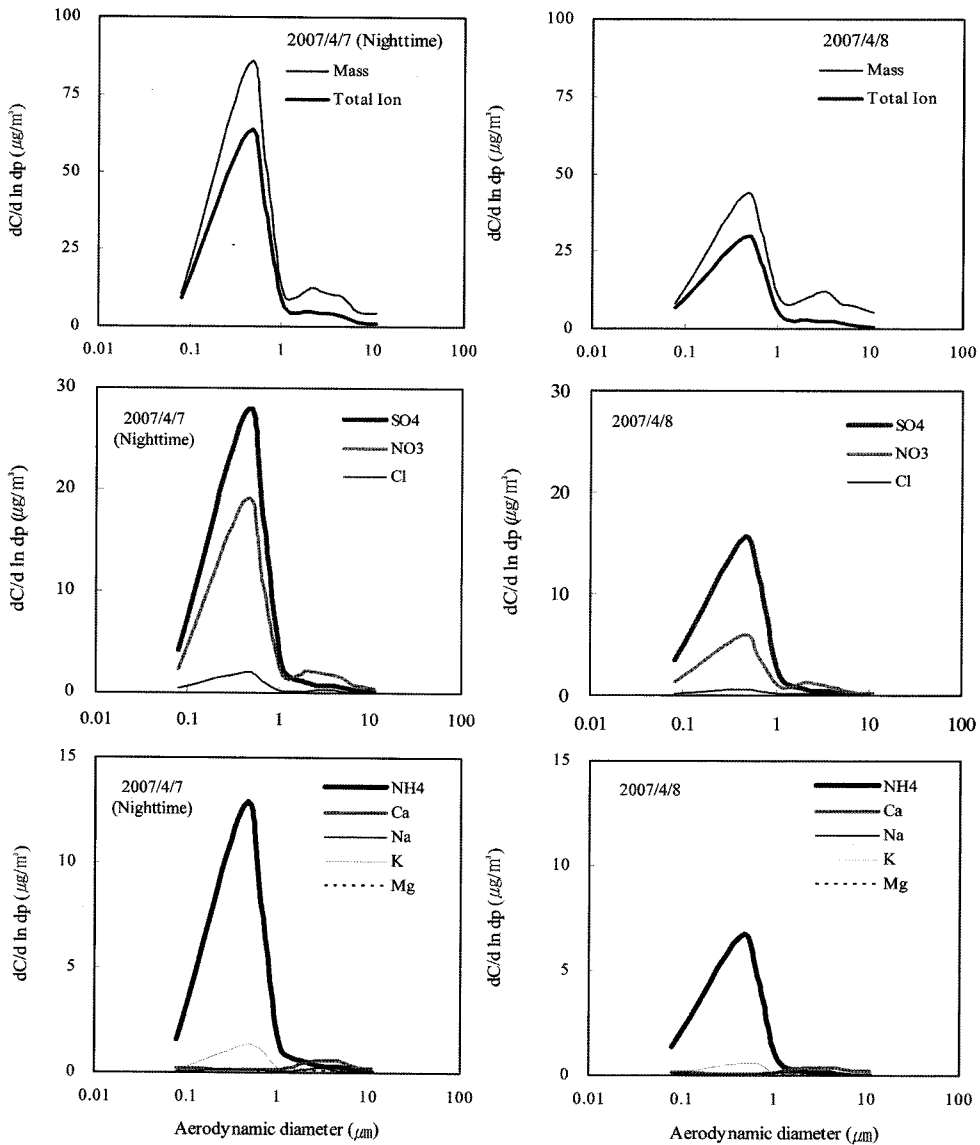 100
75
50
25
0
dC/d ln dp (μg/m³)
2007/4/7 (Nighttime)
Mass
Total Ion
0.01
0.1
1
10
100
100
75
50
25
0
dC/d ln dp (μg/m³)
2007/4/8
Mass
Total Ion
0.01
0.1
1
10
100
30
20
10
0
dC/d ln dp (μg/m³)
2007/4/7
(Nighttime)
SO4
NO3
Cl
0.01
0.1
1
10
100
30
20
10
0
dC/d ln dp (μg/m³)
2007/4/8
SO4
NO3
Cl
0.01
0.1
1
10
100
15
10
5
0
dC/d ln dp (μg/m³)
2007/4/7
(Nighttime)
NH4
Ca
Na
K
Mg
0.01
0.1
1
10
100
Aerodynamic diameter (μm)
15
10
5
0
dC/d ln dp (μg/m³)
2007/4/8
NH4
Ca
Na
K
Mg
0.01
0.1
1
10
100
Aerodynamic diameter (μm)